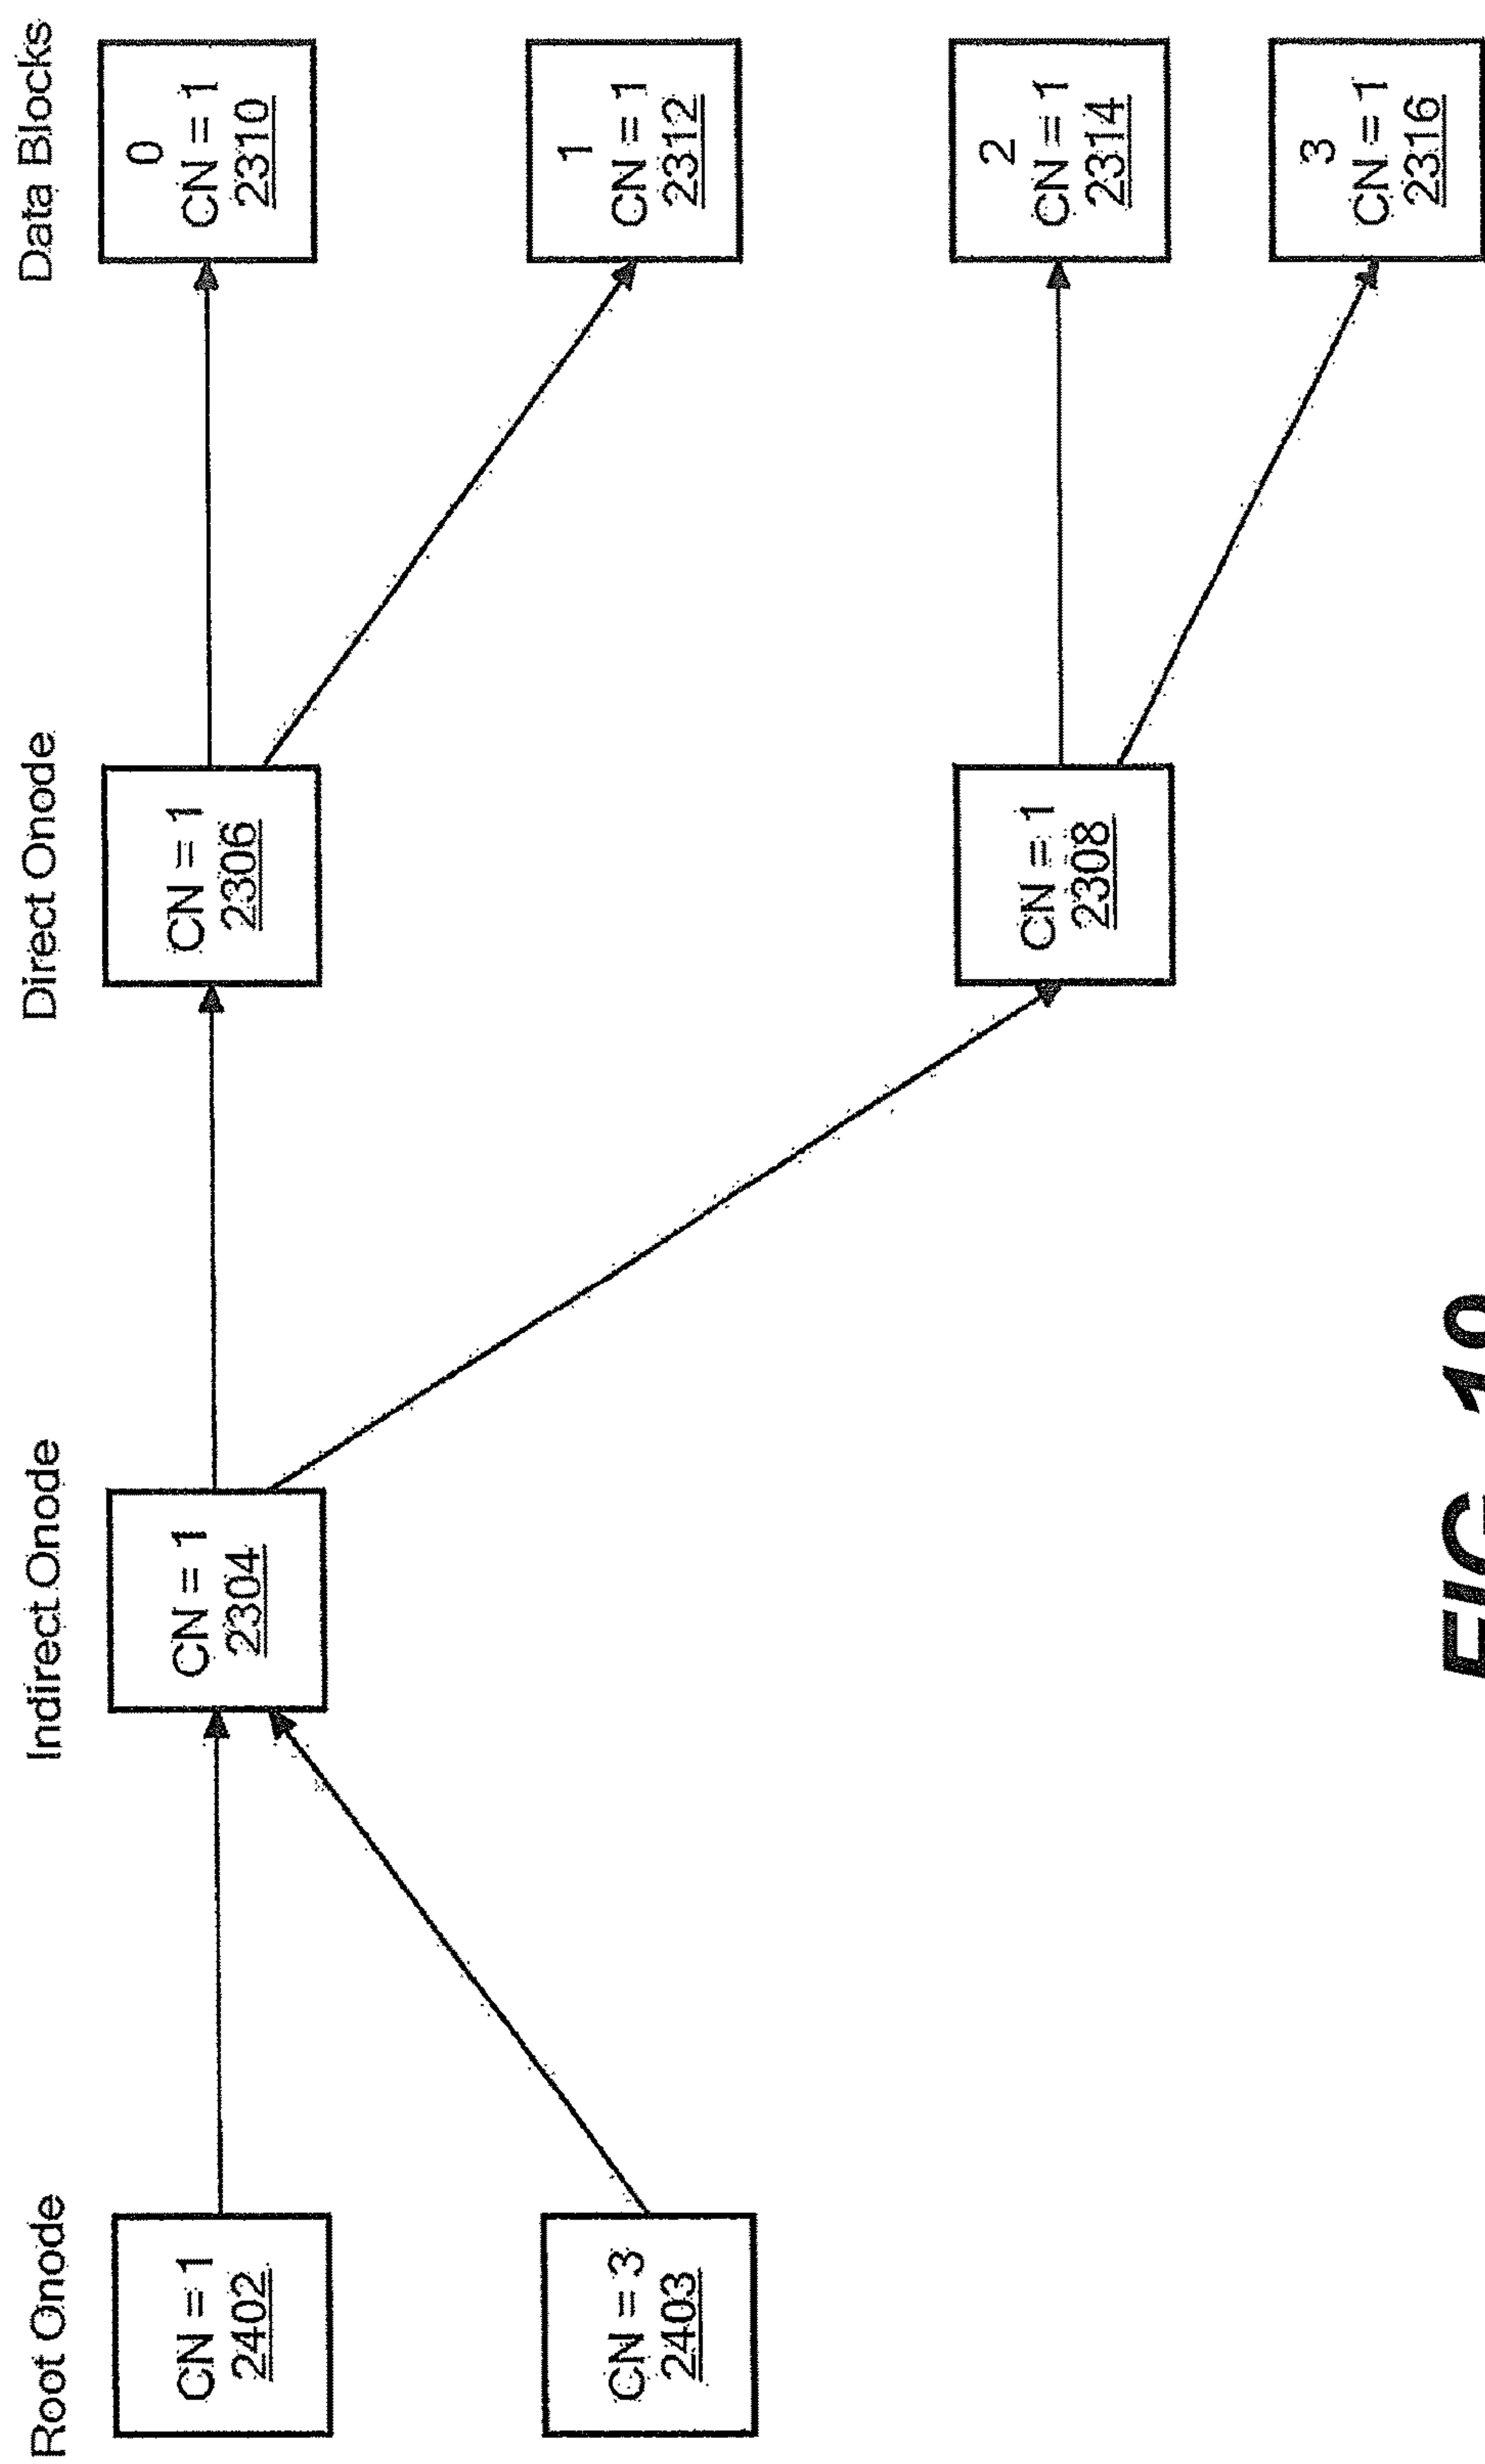 Root Onode
Indirect Onode
Direct Onode
Data Blocks
CN = 1
2402
CN = 3
2403
CN = 1
2304
CN = 1
2306
CN = 1
2308
0
CN = 1
2310
1
CN = 1
2312
2
CN = 1
2314
3
CN = 1
2316
FIG.